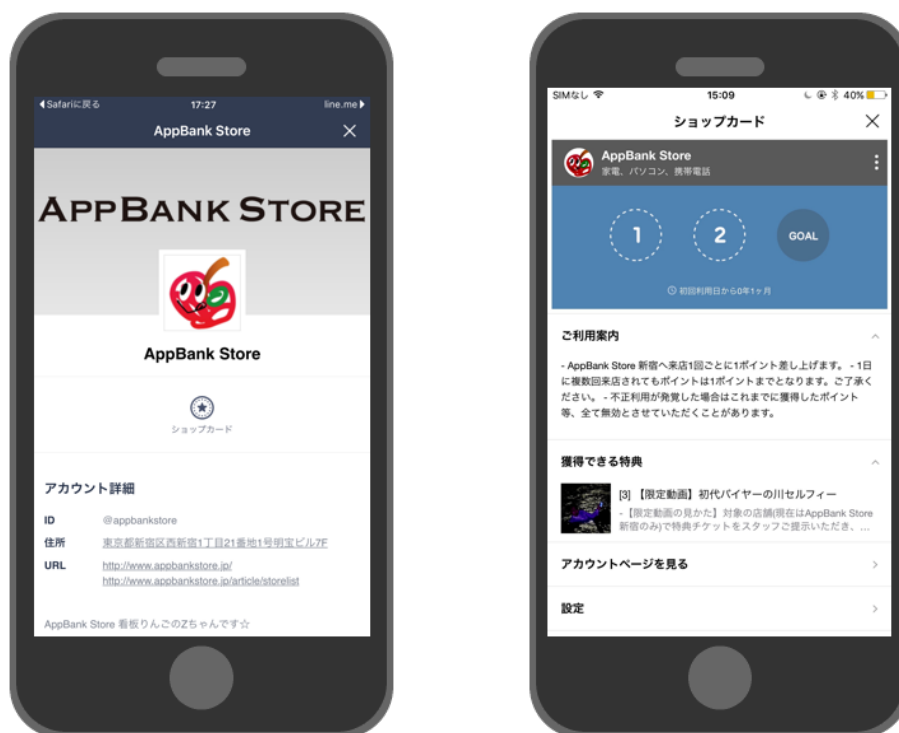 Safariに戻る 17:27 line.me
AppBank Store
APPBANK STORE
AppBank Store
ショップカード
アカウント詳細
ID @appbankstore
住所 東京都新宿区西新宿1丁目21番地1号明宝ビル7F
URL http://www.appbankstore.jp/
http://www.appbankstore.jp/article/storelist
AppBank Store 看板りんごのZちゃんです☆
SIMなし 15:09 40%
ショップカード
AppBank Store
家電、パソコン、携帯電話
1 2 GOAL
初回利用日から0年1ヶ月
ご利用案内
- AppBank Store 新宿へ来店1回ごとに1ポイント差し上げます。 - 1日
に複数回来店されてもポイントは1ポイントまでとなります。ご了承く
ださい。 - 不正利用が発覚した場合はこれまでに獲得したポイント
等、全て無効とさせていただくことがあります。
獲得できる特典
[3] 【限定動画】初代バイヤーの川セルフィー
- 【限定動画の見かた】対象の店舗(現在はAppBank Store
新宿のみ)で特典チケットをスタッフご提示いただき、...
アカウントページを見る
設定